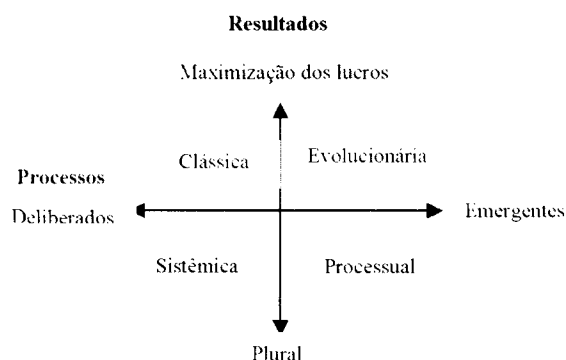 Resultados
Maximização dos lucros
Clássica Evolucionária
Processos
Deliberados Emergentes
Sistêmica Processual
Plural